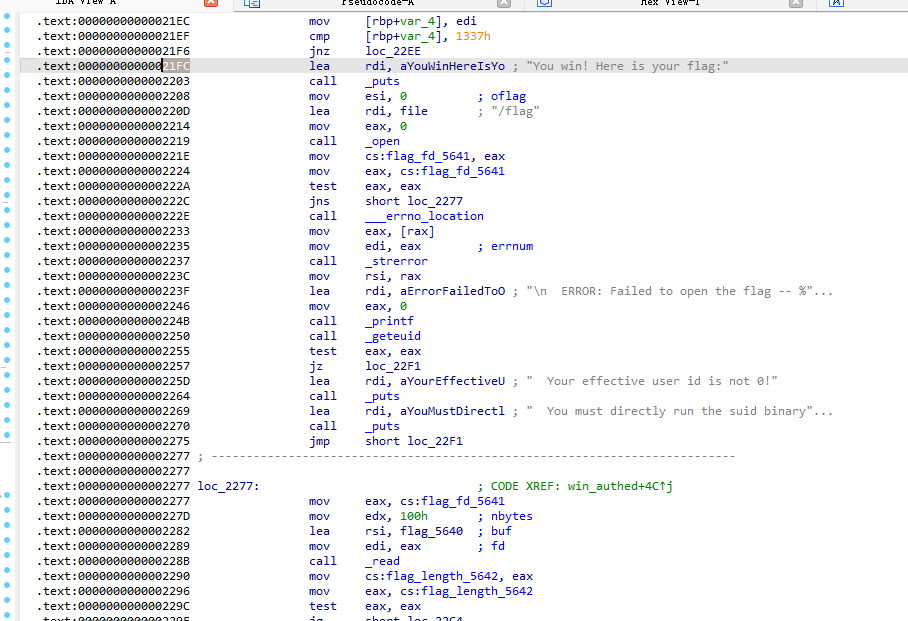 IDA View-A Pseudocode-A Hex View-1
.text:00000000000021EC mov [rbp+var_4], edi
.text:00000000000021EF cmp [rbp+var_4], 1337h
.text:00000000000021F6 jnz loc_22EE
.text:00000000000021FC lea rdi, aYouWinHereIsYo ; "You win! Here is your flag:"
.text:0000000000002203 call _puts
.text:0000000000002208 mov esi, 0 ; oflag
.text:000000000000220D lea rdi, file ; "/flag"
.text:0000000000002214 mov eax, 0
.text:0000000000002219 call _open
.text:000000000000221E mov cs:flag_fd_5641, eax
.text:0000000000002224 mov eax, cs:flag_fd_5641
.text:000000000000222A test eax, eax
.text:000000000000222C jns short loc_2277
.text:000000000000222E call ___errno_location
.text:0000000000002233 mov eax, [rax]
.text:0000000000002235 mov edi, eax ; errnum
.text:0000000000002237 call _strerror
.text:000000000000223C mov rsi, rax
.text:000000000000223F lea rdi, aErrorFailedToO ; "\n  ERROR: Failed to open the flag -- %"...
.text:0000000000002246 mov eax, 0
.text:000000000000224B call _printf
.text:0000000000002250 call _geteuid
.text:0000000000002255 test eax, eax
.text:0000000000002257 jz loc_22F1
.text:000000000000225D lea rdi, aYourEffectiveU ; "  Your effective user id is not 0!"
.text:0000000000002264 call _puts
.text:0000000000002269 lea rdi, aYouMustDirectl ; "  You must directly run the suid binary"...
.text:0000000000002270 call _puts
.text:0000000000002275 jmp short loc_22F1
.text:0000000000002277 ; ---------------------------------------------------------------------------
.text:0000000000002277
.text:0000000000002277 loc_2277: ; CODE XREF: win_authed+4C↑j
.text:0000000000002277 mov eax, cs:flag_fd_5641
.text:000000000000227D mov edx, 100h ; nbytes
.text:0000000000002282 lea rsi, flag_5640 ; buf
.text:0000000000002289 mov edi, eax ; fd
.text:000000000000228B call _read
.text:0000000000002290 mov cs:flag_length_5642, eax
.text:0000000000002296 mov eax, cs:flag_length_5642
.text:000000000000229C test eax, eax
.text:000000000000229E jg short loc_22C4